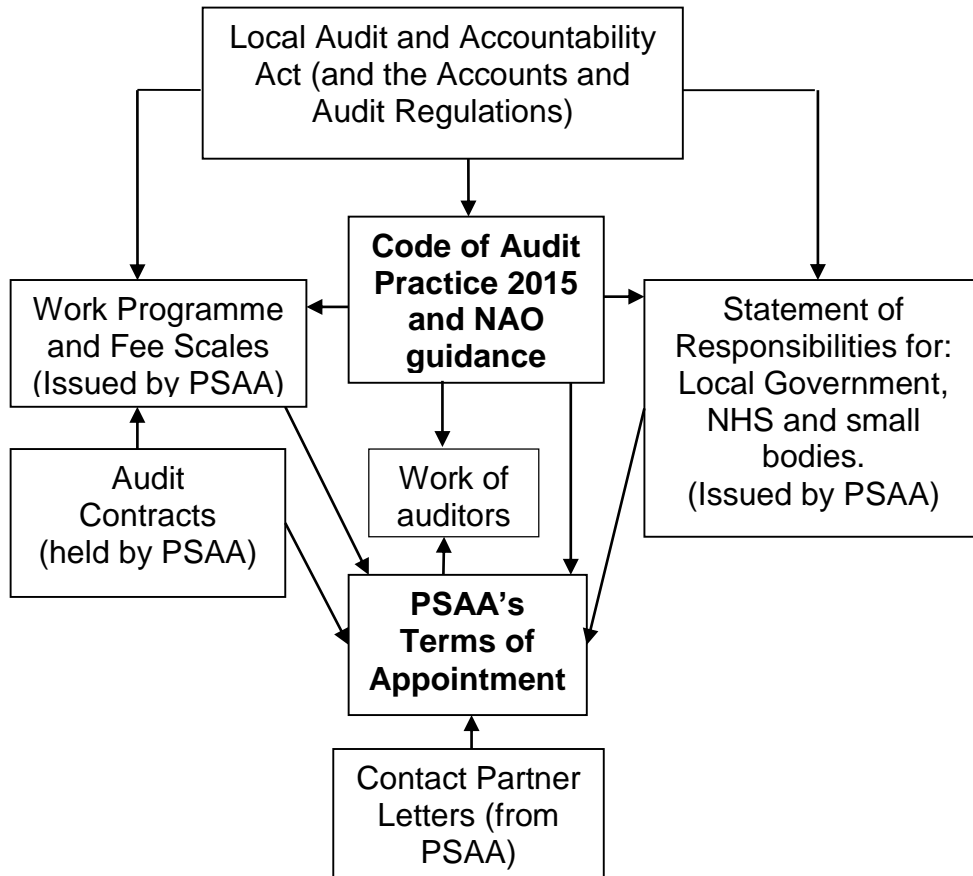 Local Audit and Accountability
Act (and the Accounts and
Audit Regulations)
Code of Audit
Practice 2015
and NAO
guidance
Work Programme
and Fee Scales
(Issued by PSAA)
Statement of
Responsibilities for:
Local Government,
NHS and small
bodies.
(Issued by PSAA)
Audit
Contracts
(held by PSAA)
Work of
auditors
PSAA’s
Terms of
Appointment
Contact Partner
Letters (from
PSAA)